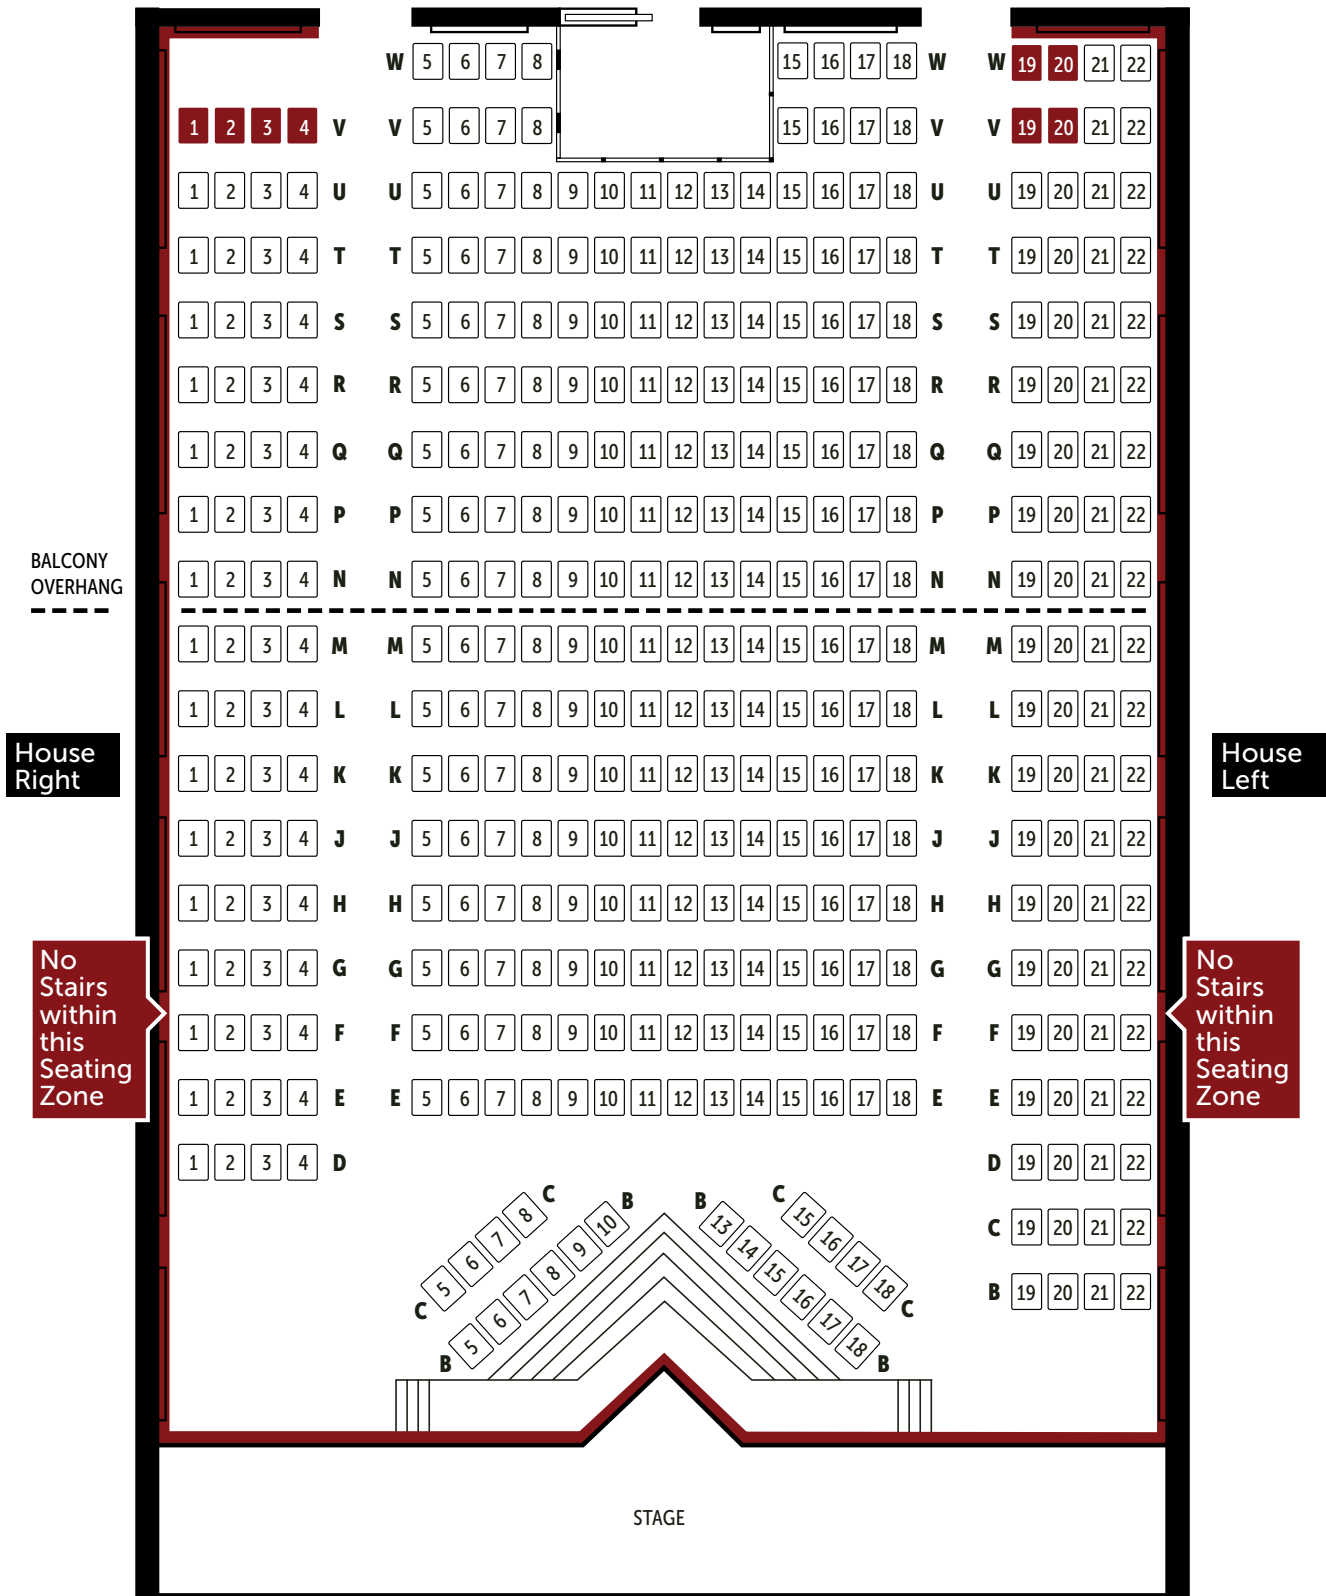 W 5 6 7 8 15 16 17 18 W W 19 20 21 22
1 2 3 4 V V 5 6 7 8 15 16 17 18 V V 19 20 21 22
1 2 3 4 U U 5 6 7 8 9 10 11 12 13 14 15 16 17 18 U U 19 20 21 22
1 2 3 4 T T 5 6 7 8 9 10 11 12 13 14 15 16 17 18 T T 19 20 21 22
1 2 3 4 S S 5 6 7 8 9 10 11 12 13 14 15 16 17 18 S S 19 20 21 22
1 2 3 4 R R 5 6 7 8 9 10 11 12 13 14 15 16 17 18 R R 19 20 21 22
1 2 3 4 Q Q 5 6 7 8 9 10 11 12 13 14 15 16 17 18 Q Q 19 20 21 22
1 2 3 4 P P 5 6 7 8 9 10 11 12 13 14 15 16 17 18 P P 19 20 21 22
BALCONY
OVERHANG
1 2 3 4 N N 5 6 7 8 9 10 11 12 13 14 15 16 17 18 N N 19 20 21 22
1 2 3 4 M M 5 6 7 8 9 10 11 12 13 14 15 16 17 18 M M 19 20 21 22
1 2 3 4 L L 5 6 7 8 9 10 11 12 13 14 15 16 17 18 L L 19 20 21 22
House
Right
House
Left
1 2 3 4 K K 5 6 7 8 9 10 11 12 13 14 15 16 17 18 K K 19 20 21 22
1 2 3 4 J J 5 6 7 8 9 10 11 12 13 14 15 16 17 18 J J 19 20 21 22
1 2 3 4 H H 5 6 7 8 9 10 11 12 13 14 15 16 17 18 H H 19 20 21 22
No
Stairs
within
this
Seating
Zone
No
Stairs
within
this
Seating
Zone
1 2 3 4 G G 5 6 7 8 9 10 11 12 13 14 15 16 17 18 G G 19 20 21 22
1 2 3 4 F F 5 6 7 8 9 10 11 12 13 14 15 16 17 18 F F 19 20 21 22
1 2 3 4 E E 5 6 7 8 9 10 11 12 13 14 15 16 17 18 E E 19 20 21 22
1 2 3 4 D D 19 20 21 22
C 5 6 7 8 C
B 5 6 7 8 9 10 B
B 13 14 15 16 17 18 B
C 15 16 17 18 C
C 19 20 21 22
B 19 20 21 22
STAGE